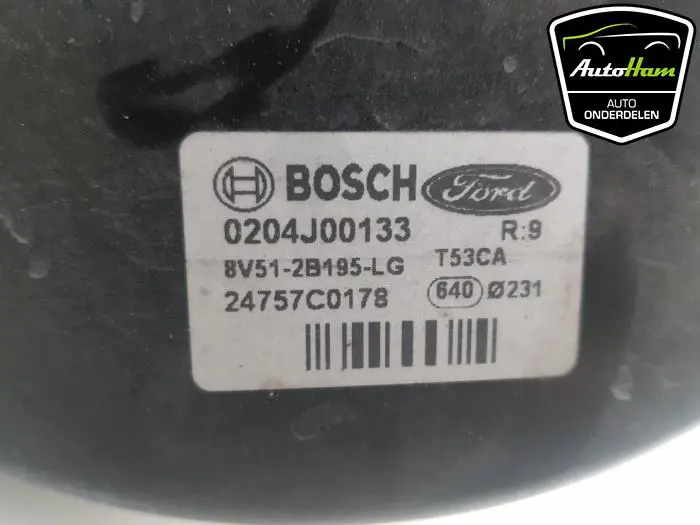 AutoHam
AUTO
ONDERDELEN
BOSCH Ford
0204J00133 R:9
8V51-2B195-LG T53CA
24757C0178 640 Ø231